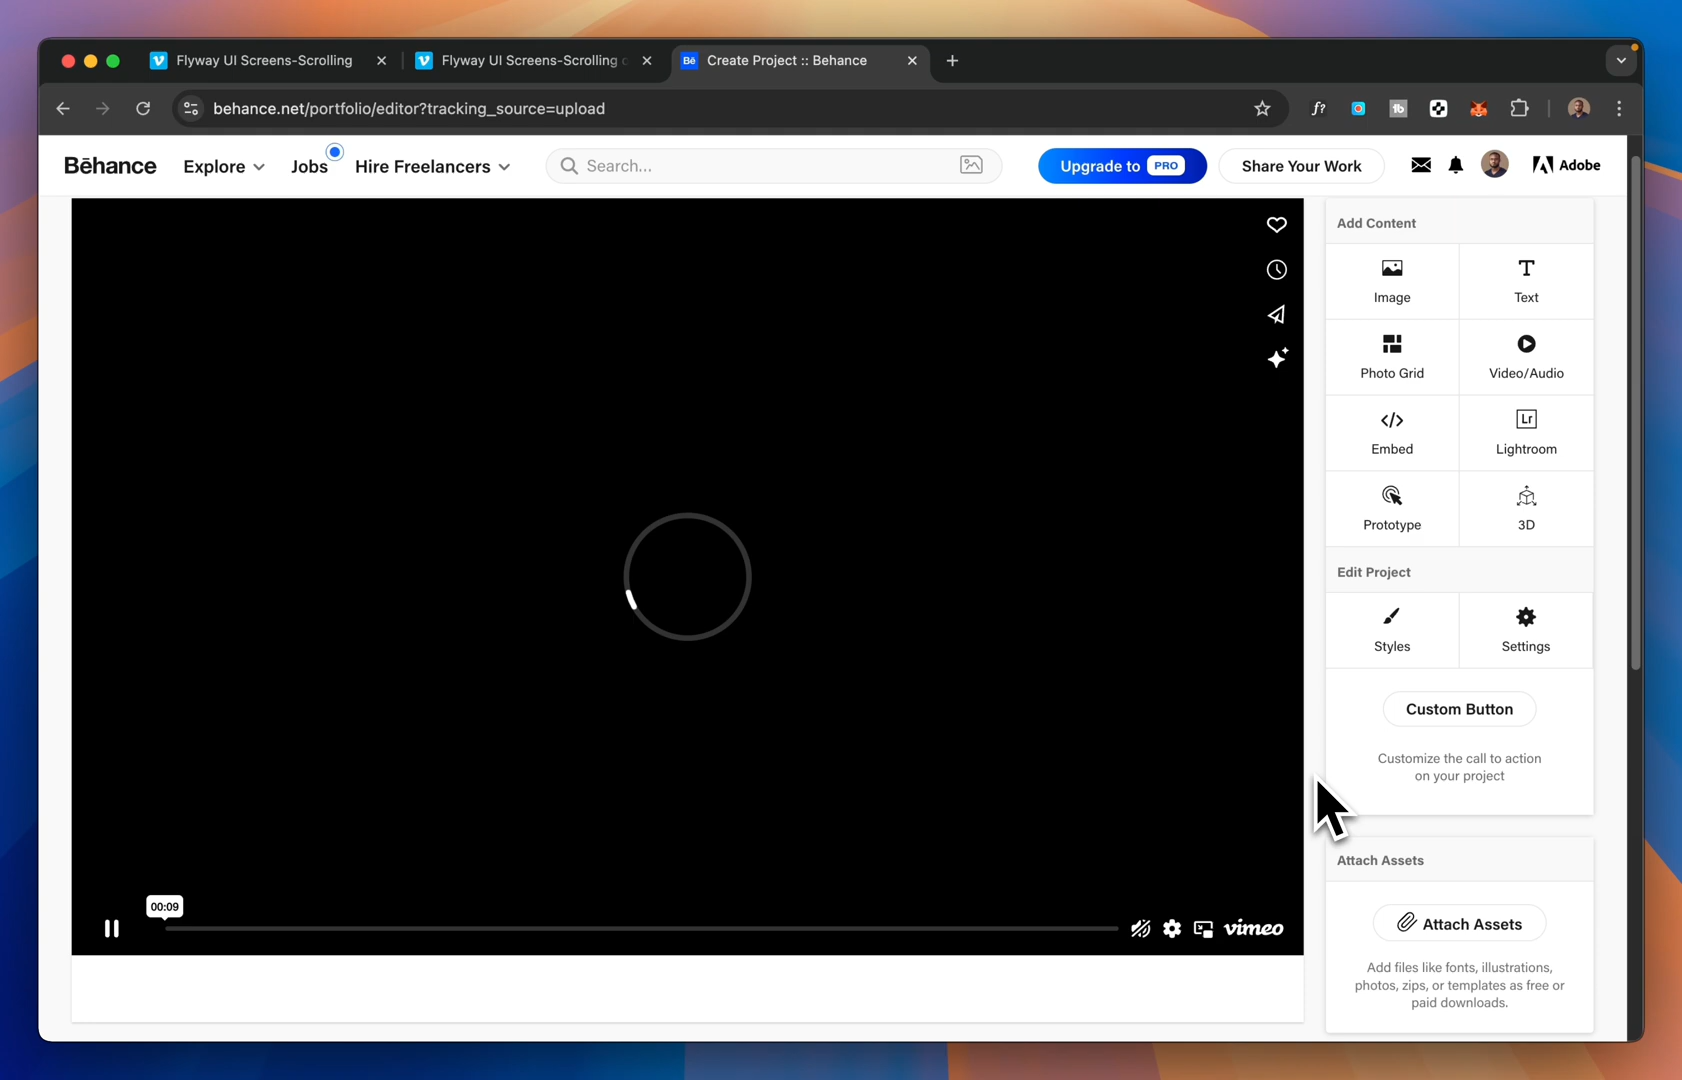 Flyway UI Screens-Scrolling
Flyway UI Screens-Scrolling
Bē Create Project :: Behance
behance.net/portfolio/editor?tracking_source=upload
f?
tb
Bēhance
Explore
Jobs
Hire Freelancers
Search...
Upgrade to PRO
Share Your Work
Adobe
Add Content
Image
Text
Photo Grid
Video/Audio
Embed
Lr
Lightroom
Prototype
3D
Edit Project
Styles
Settings
Custom Button
Customize the call to action
on your project
00:09
vimeo
Attach Assets
Attach Assets
Add files like fonts, illustrations,
photos, zips, or templates as free or
paid downloads.